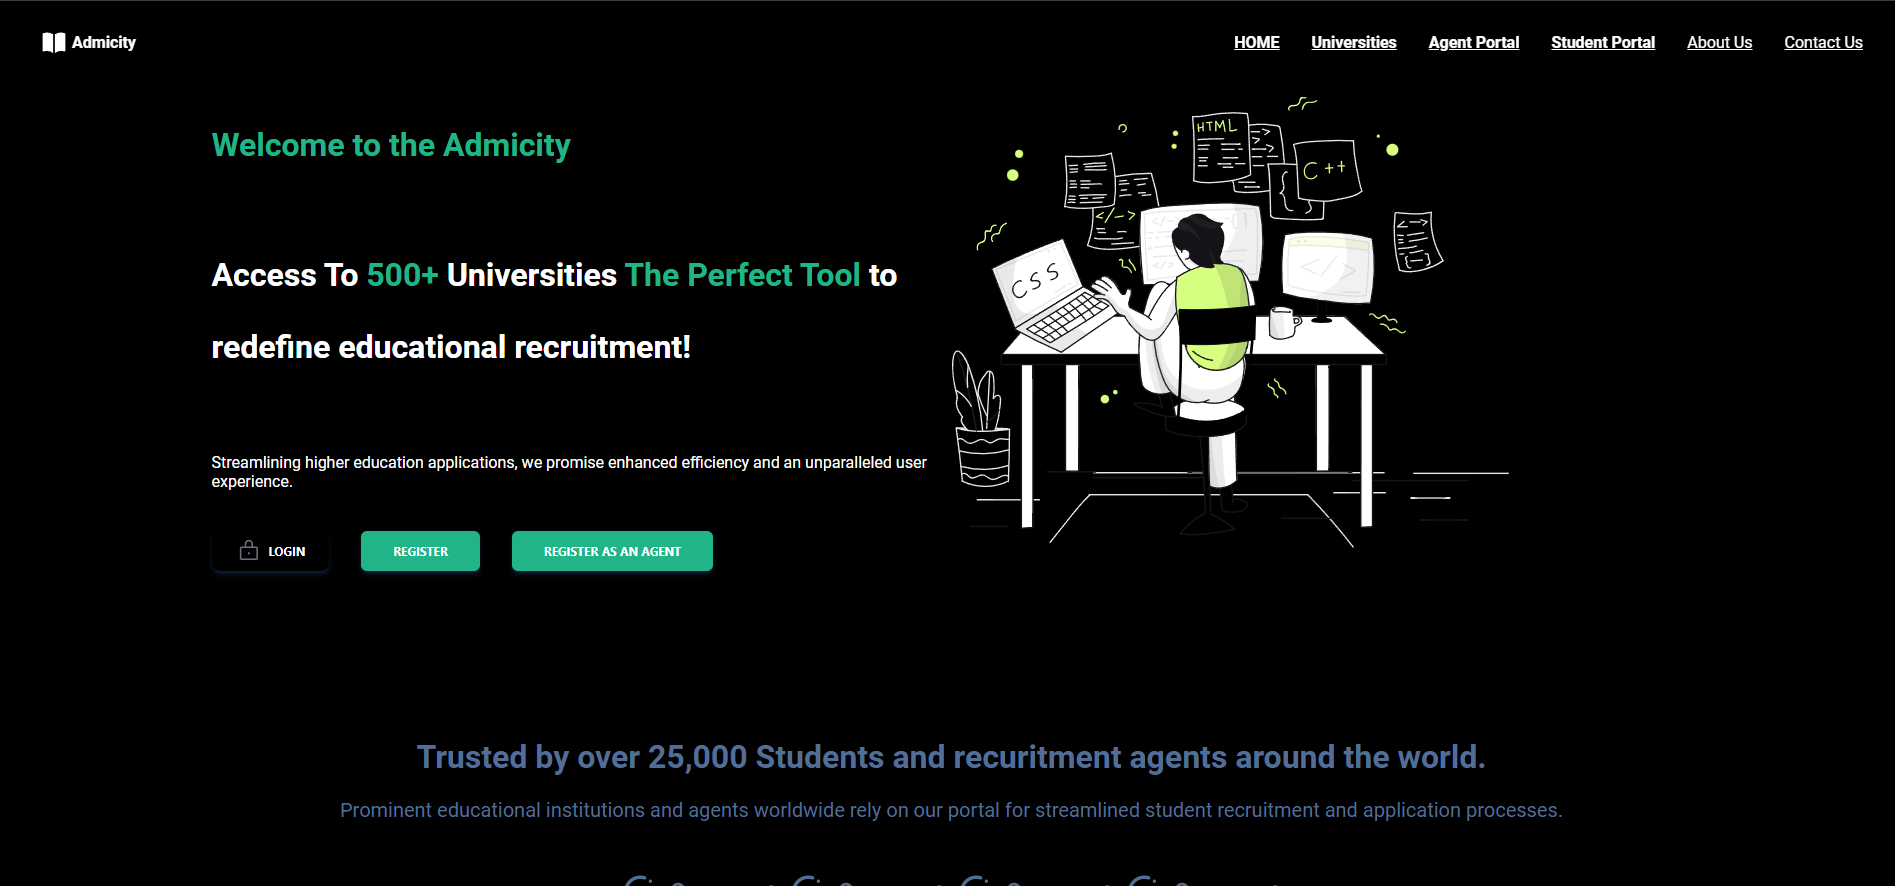 Admicity
HOME Universities Agent Portal Student Portal About Us Contact Us
Welcome to the Admicity
Access To 500+ Universities The Perfect Tool to
redefine educational recruitment!
Streamlining higher education applications, we promise enhanced efficiency and an unparalleled user
experience.
LOGIN
REGISTER
REGISTER AS AN AGENT
HTML
C++
</-->
CSS
</>
Trusted by over 25,000 Students and recuritment agents around the world.
Prominent educational institutions and agents worldwide rely on our portal for streamlined student recruitment and application processes.